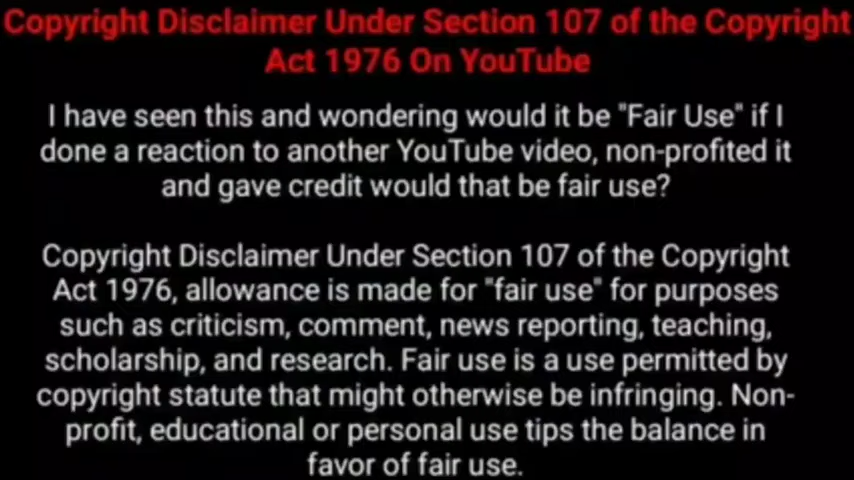 Copyright Disclaimer Under Section 107 of the Copyright
Act 1976 On YouTube
I have seen this and wondering would it be "Fair Use" if I
done a reaction to another YouTube video, non-profited it
and gave credit would that be fair use?
Copyright Disclaimer Under Section 107 of the Copyright
Act 1976, allowance is made for "fair use" for purposes
such as criticism, comment, news reporting, teaching,
scholarship, and research. Fair use is a use permitted by
copyright statute that might otherwise be infringing. Non-
profit, educational or personal use tips the balance in
favor of fair use.